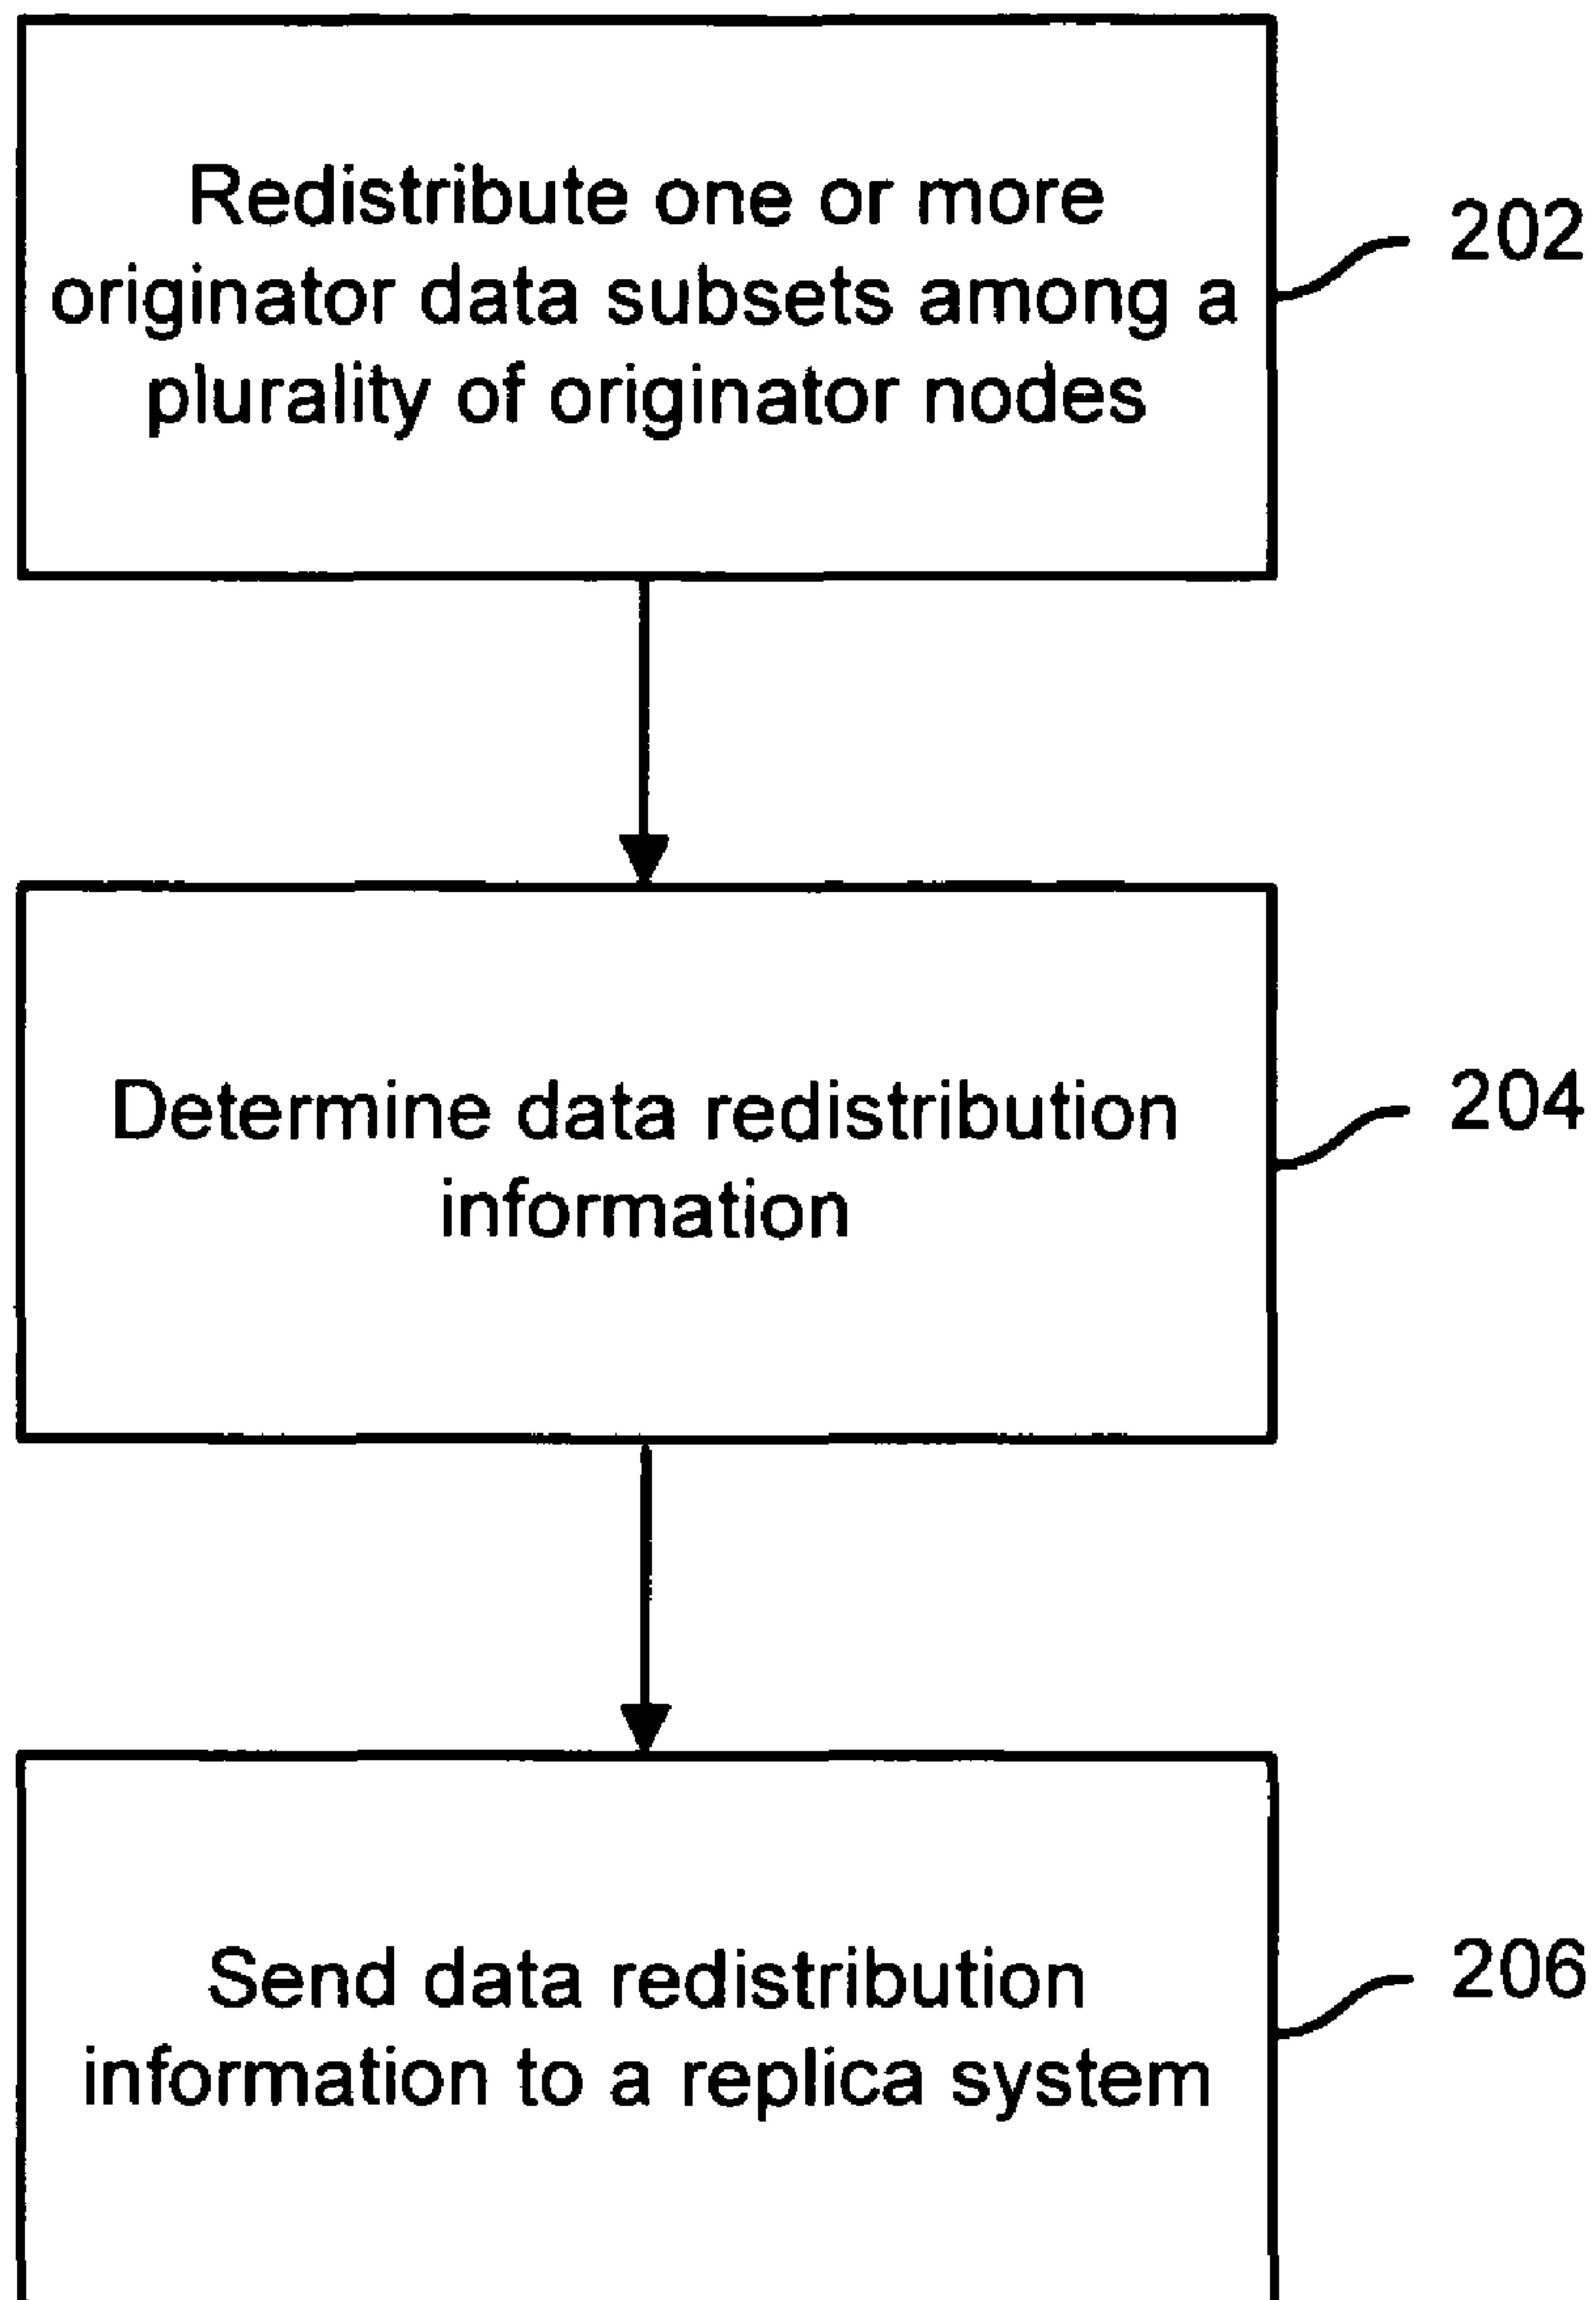 Redistribute one or more
originator data subsets among a
plurality of originator nodes
202
Determine data redistribution
information
204
Send data redistribution
information to a replica system
206